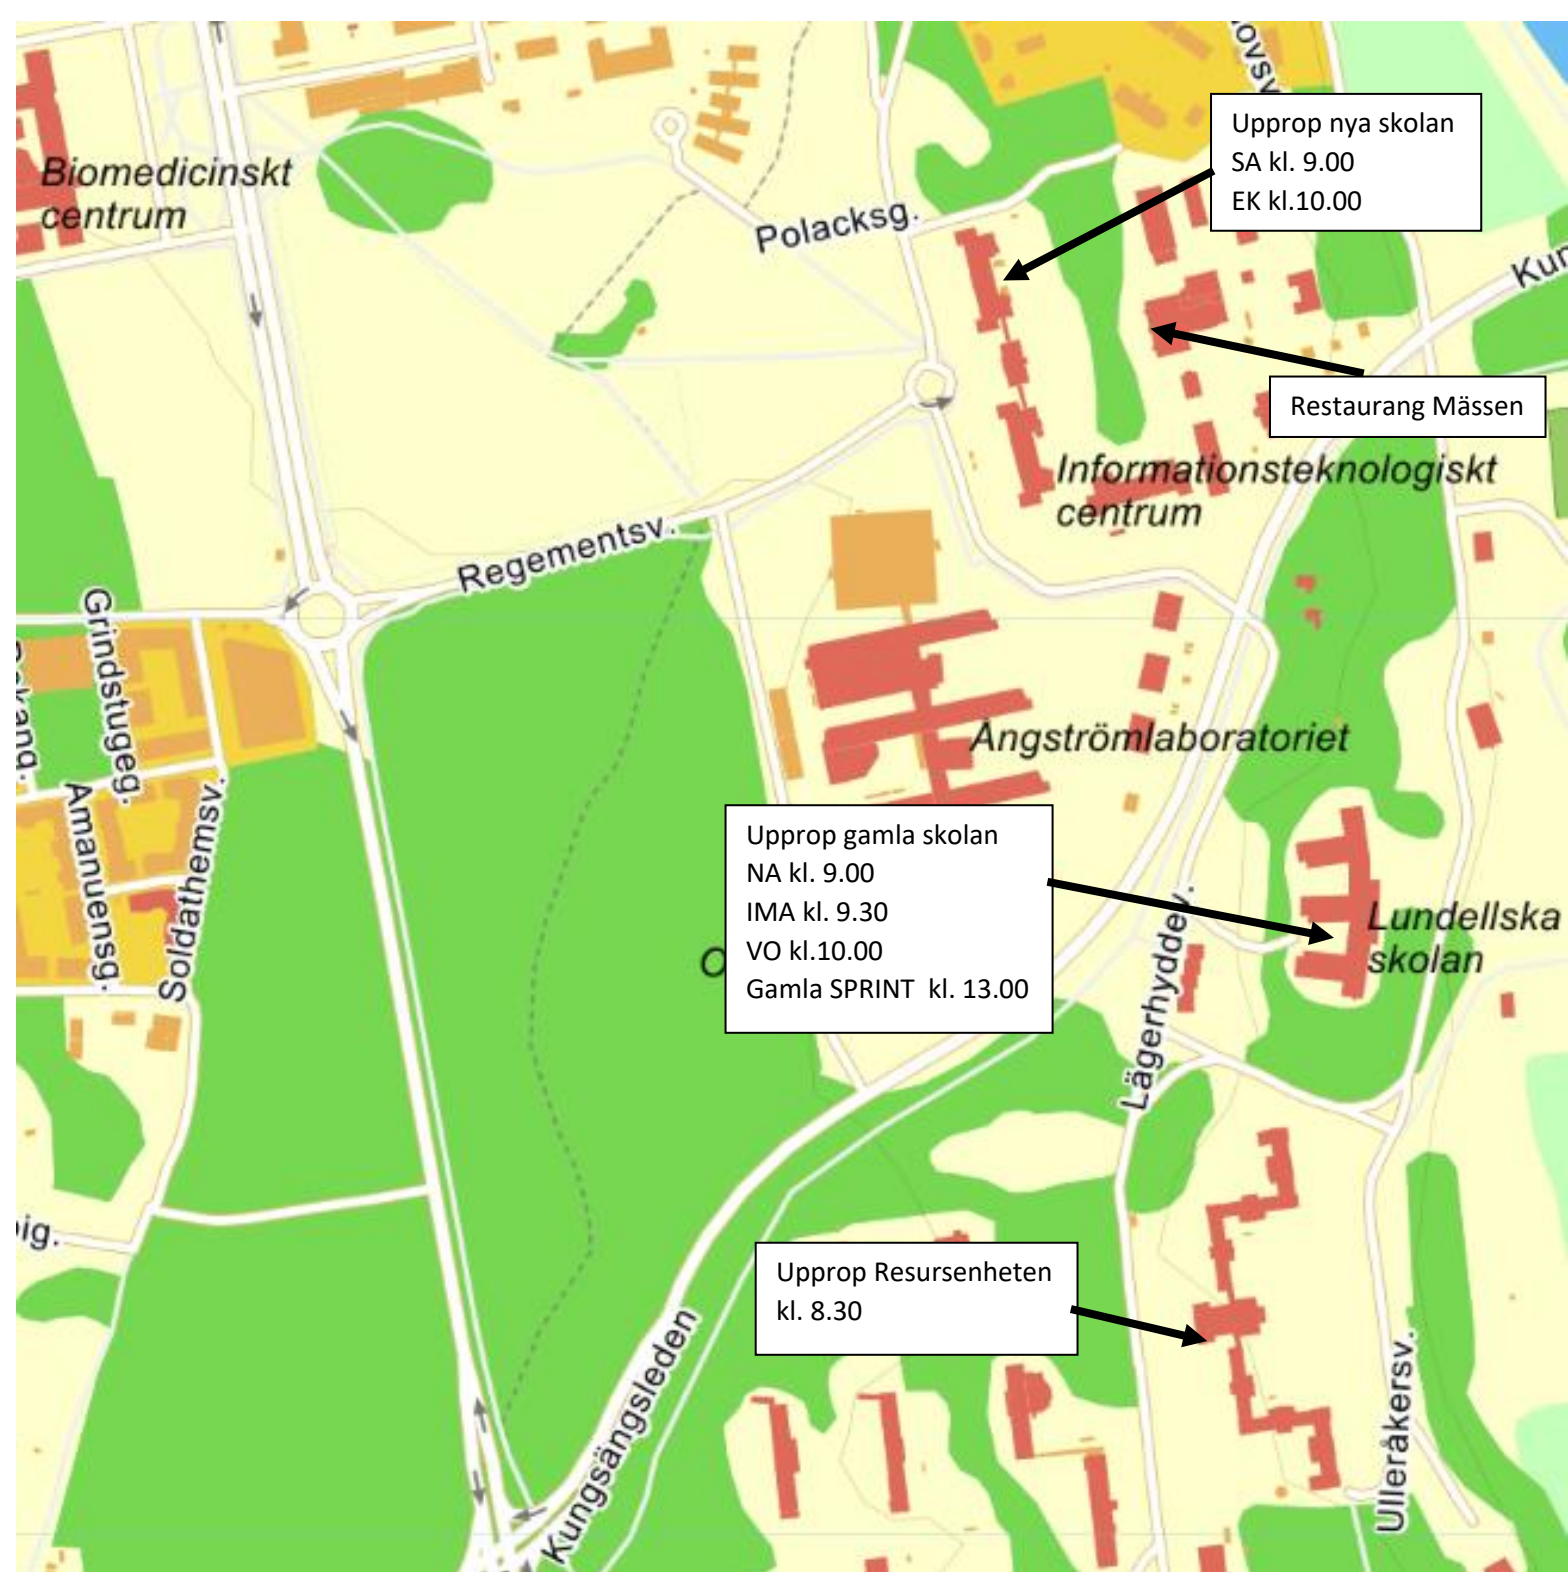 Upprop nya skolan
SA kl. 9.00
EK kl.10.00
Biomedicinskt
centrum
Polacksg.
Restaurang Mässen
Informationsteknologiskt
centrum
Regementsv.
Grindstugeg.
Ångströmlaboratoriet
Amanuensg.
Soldathemsv.
Upprop gamla skolan
NA kl. 9.00
IMA kl. 9.30
VO kl.10.00
Gamla SPRINT  kl. 13.00
Lundellska
skolan
Lägerhyddev.
Upprop Resursenheten
kl. 8.30
Kungsängsleden
Ulleråkersv.